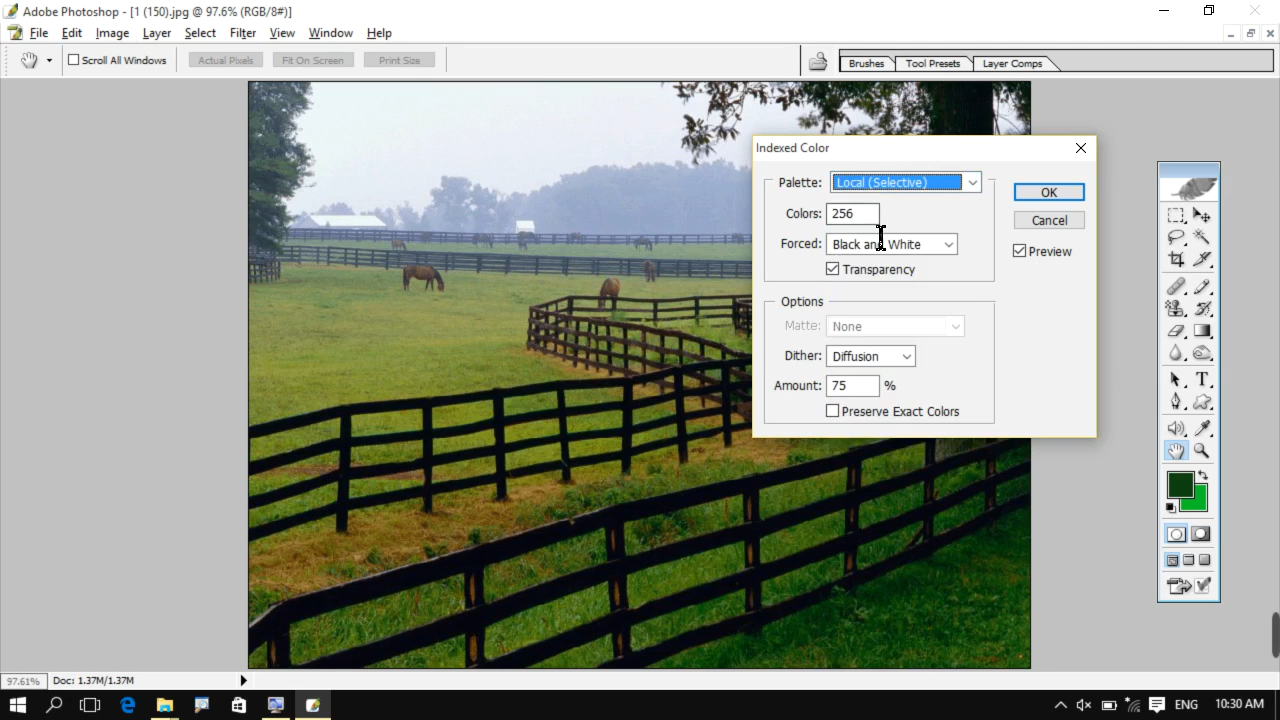 Adobe Photoshop - [1 (150).jpg @ 97.6% (RGB/8#)]
File Edit Image Layer Select Filter View Window Help
Scroll All Windows Actual Pixels Fit On Screen Print Size Brushes Tool Presets Layer Comps
Indexed Color
Palette: Local (Selective)
OK
Colors: 256
Cancel
Forced: Black and White
Preview
Transparency
Options
Matte: None
Dither: Diffusion
Amount: 75 %
Preserve Exact Colors
97.61% Doc: 1.37M/1.37M
ENG 10:30 AM